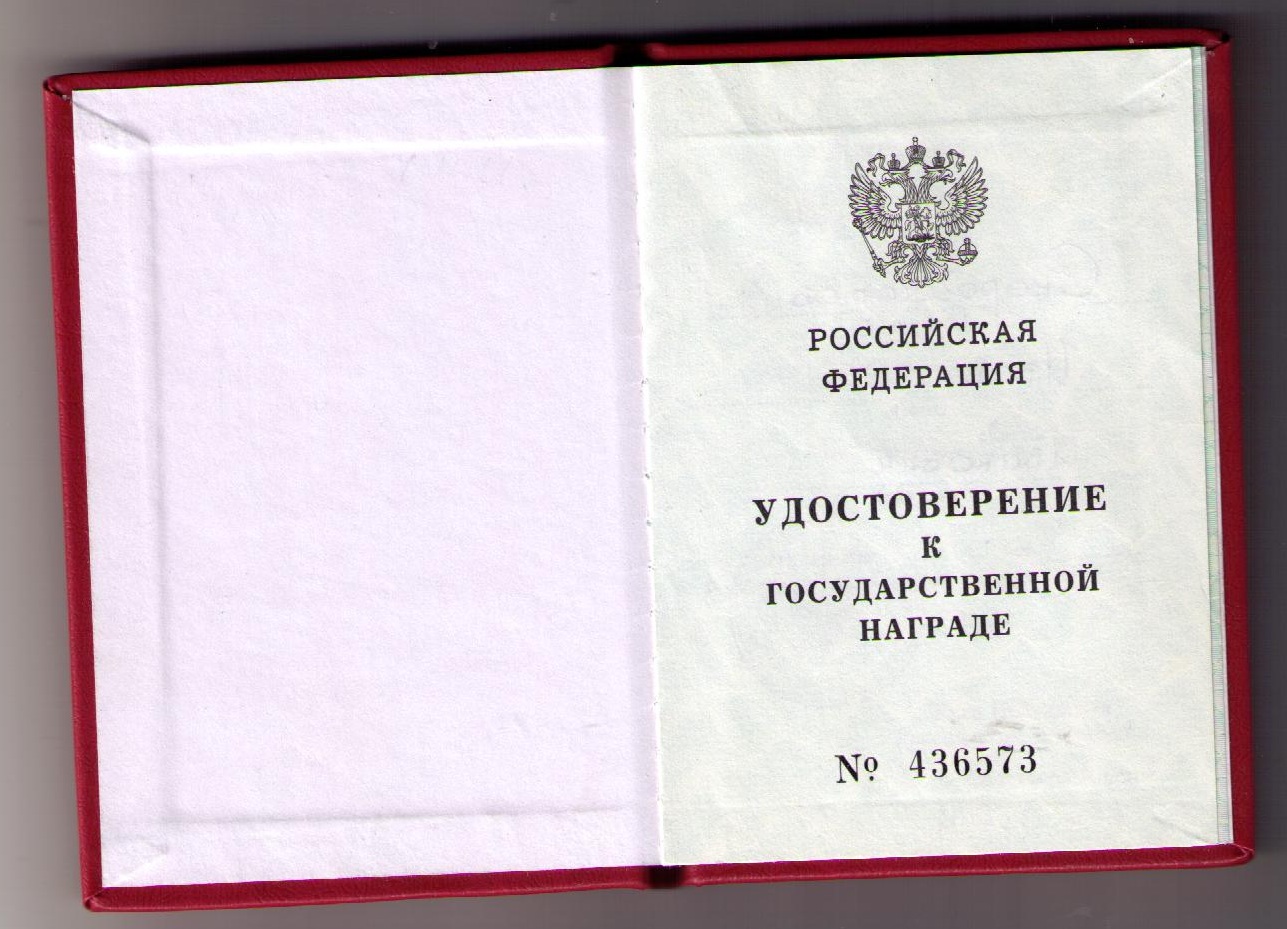 РОССИЙСКАЯ
ФЕДЕРАЦИЯ
УДОСТОВЕРЕНИЕ
К
ГОСУДАРСТВЕННОЙ
НАГРАДЕ
№ 436573